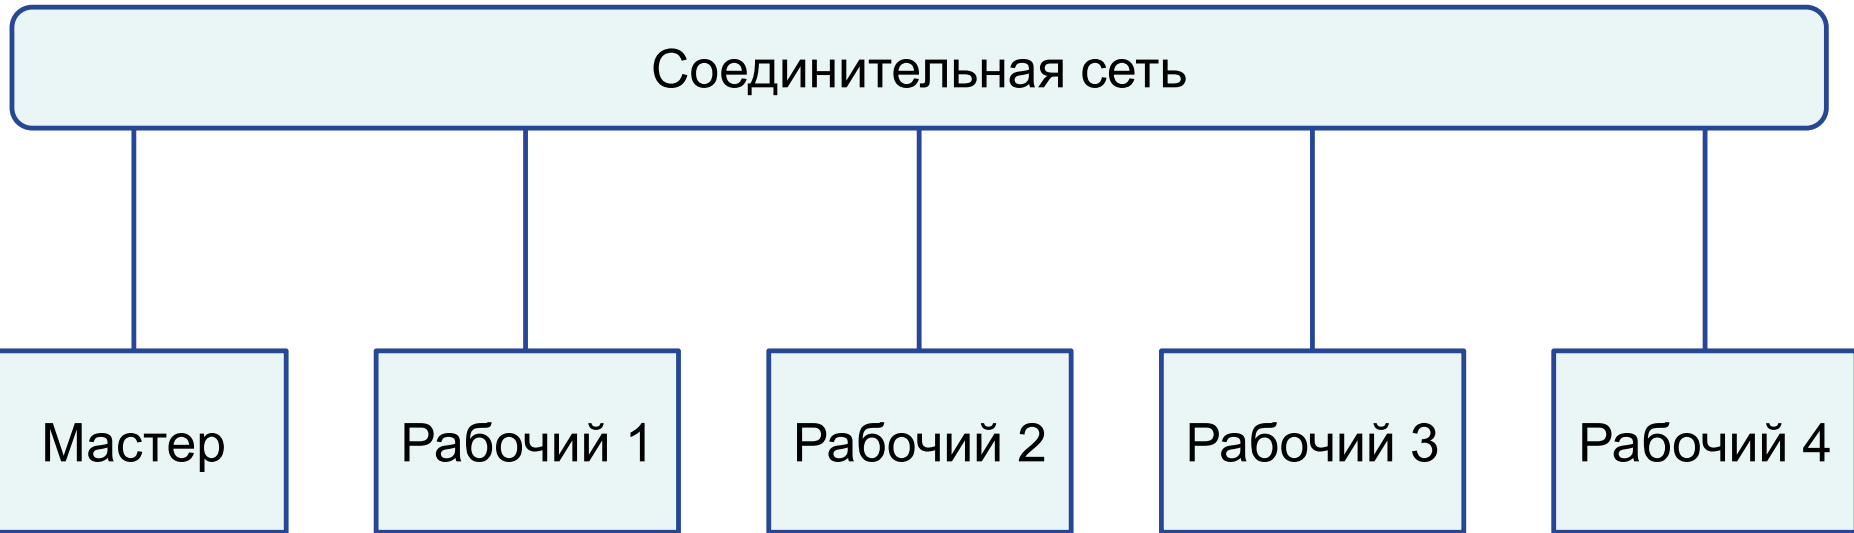 Соединительная сеть
Мастер
Рабочий 1
Рабочий 2
Рабочий 3
Рабочий 4